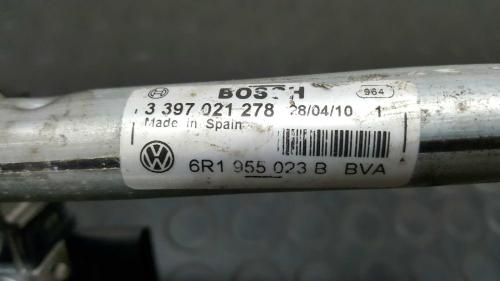 BOSCH 964
3 397 021 278 28/04/10 1
Made in Spain
6R1 955 023 B BVA